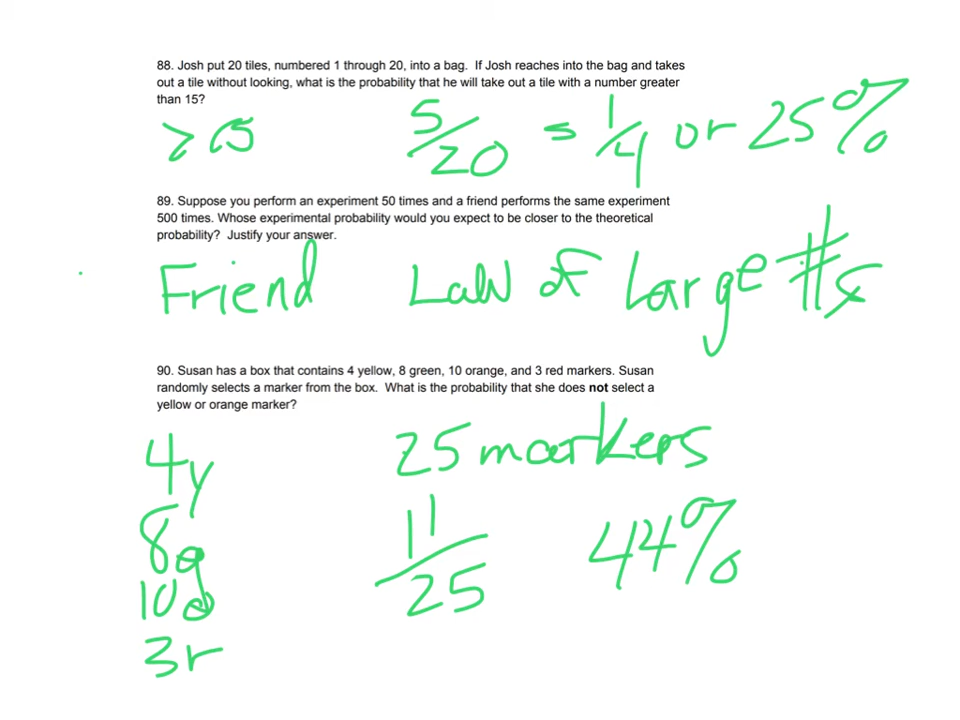 88. Josh put 20 tiles, numbered 1 through 20, into a bag. If Josh reaches into the bag and takes
out a tile without looking, what is the probability that he will take out a tile with a number greater
than 15?
> 15 5/20 = 1/4 or 25%
89. Suppose you perform an experiment 50 times and a friend performs the same experiment
500 times. Whose experimental probability would you expect to be closer to the theoretical
probability? Justify your answer.
Friend Law of Large #s
90. Susan has a box that contains 4 yellow, 8 green, 10 orange, and 3 red markers. Susan
randomly selects a marker from the box. What is the probability that she does not select a
yellow or orange marker?
4y 25 markers
8g 11/25 44%
10o
3r